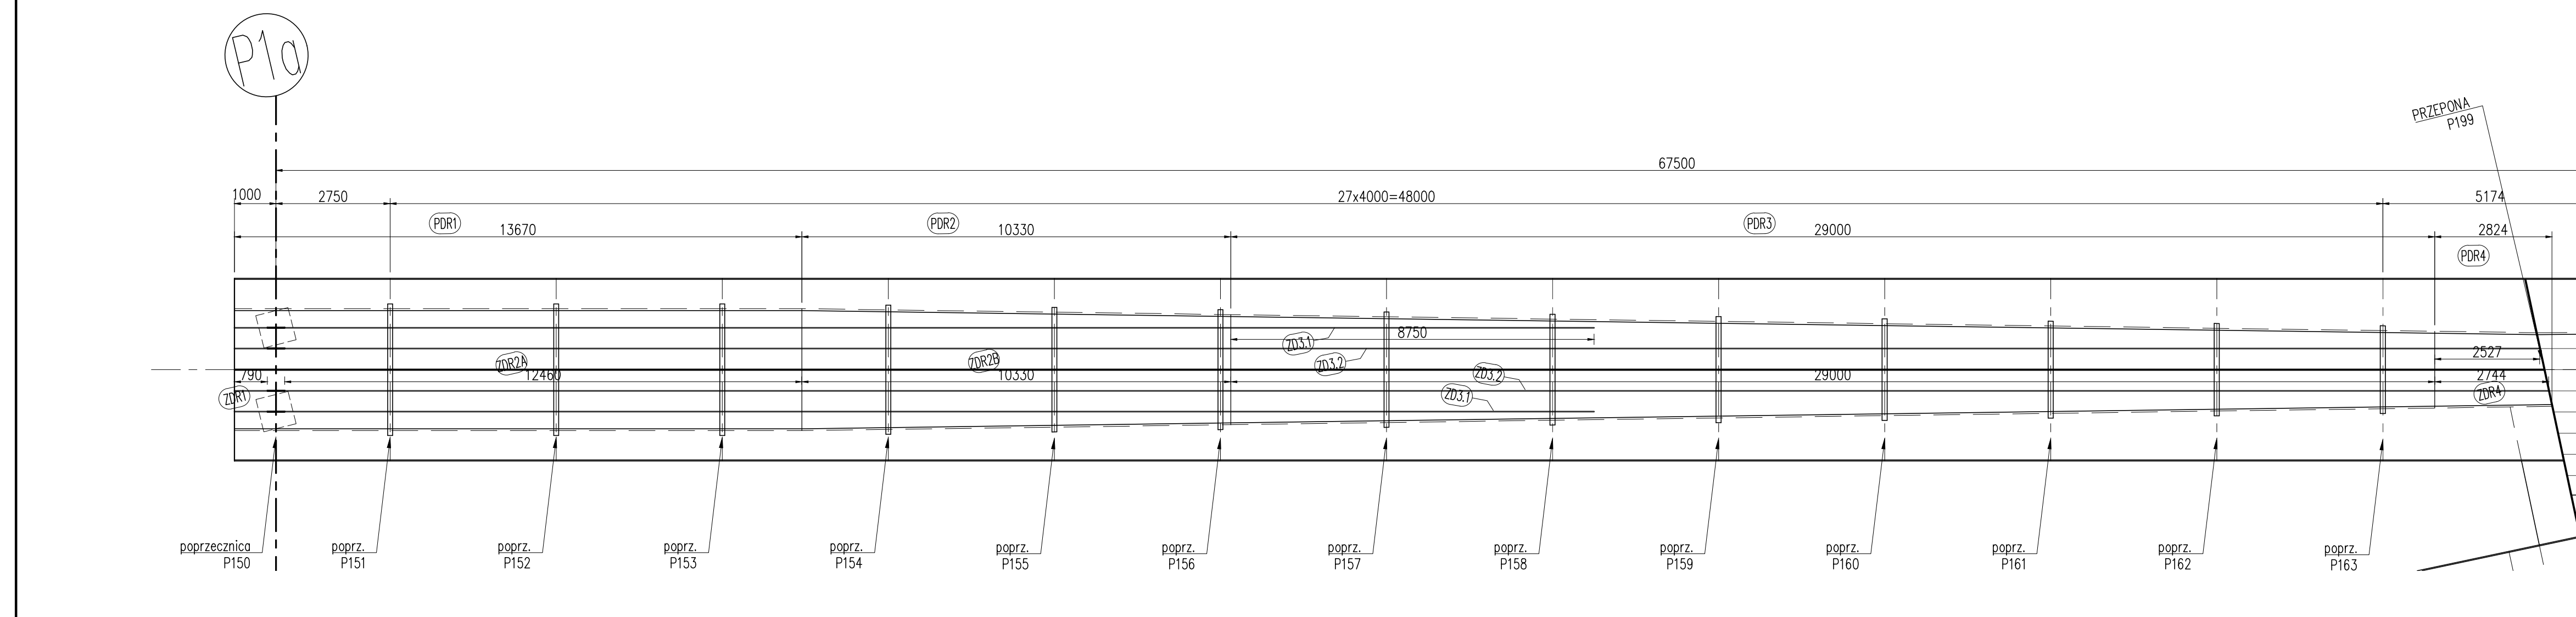 P1a
PRZEPONA
P199
67500
1000
2750
27x4000=48000
5174
PDR1
PDR2
PDR3
13670
10330
29000
2824
PDR4
8750
ZD3.1
ZD3.2
2527
ZDR2A
ZDR2B
790
12460
10330
ZD3.2
29000
2744
ZDR1
ZD3.1
ZDR4
poprzecznica
P150
poprz.
P151
poprz.
P152
poprz.
P153
poprz.
P154
poprz.
P155
poprz.
P156
poprz.
P157
poprz.
P158
poprz.
P159
poprz.
P160
poprz.
P161
poprz.
P162
poprz.
P163